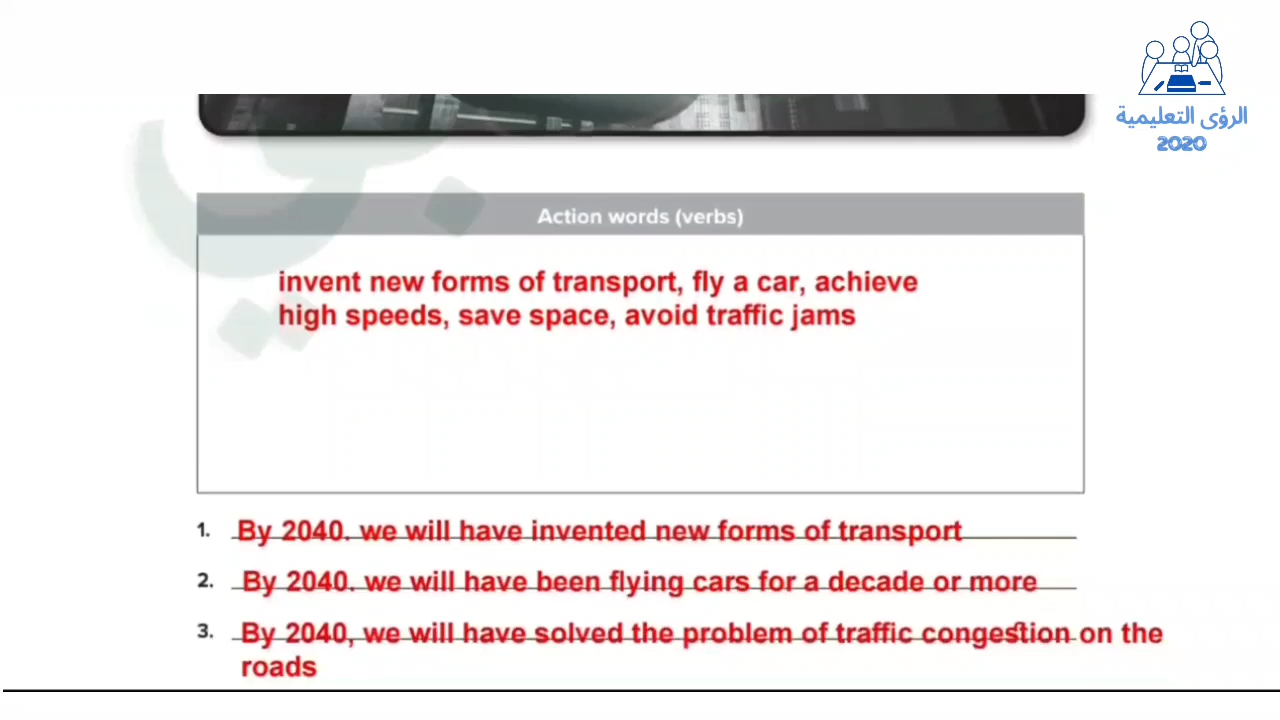 الرؤى التعليمية
2020
Action words (verbs)
invent new forms of transport, fly a car, achieve
high speeds, save space, avoid traffic jams
1. By 2040. we will have invented new forms of transport
2. By 2040. we will have been flying cars for a decade or more
3. By 2040, we will have solved the problem of traffic congestion on the
roads